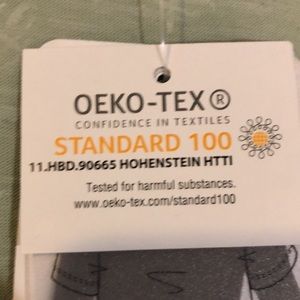 OEKO-TEX®
CONFIDENCE IN TEXTILES
STANDARD 100
11.HBD.90665 HOHENSTEIN HTTI
Tested for harmful substances.
www.oeko-tex.com/standard100